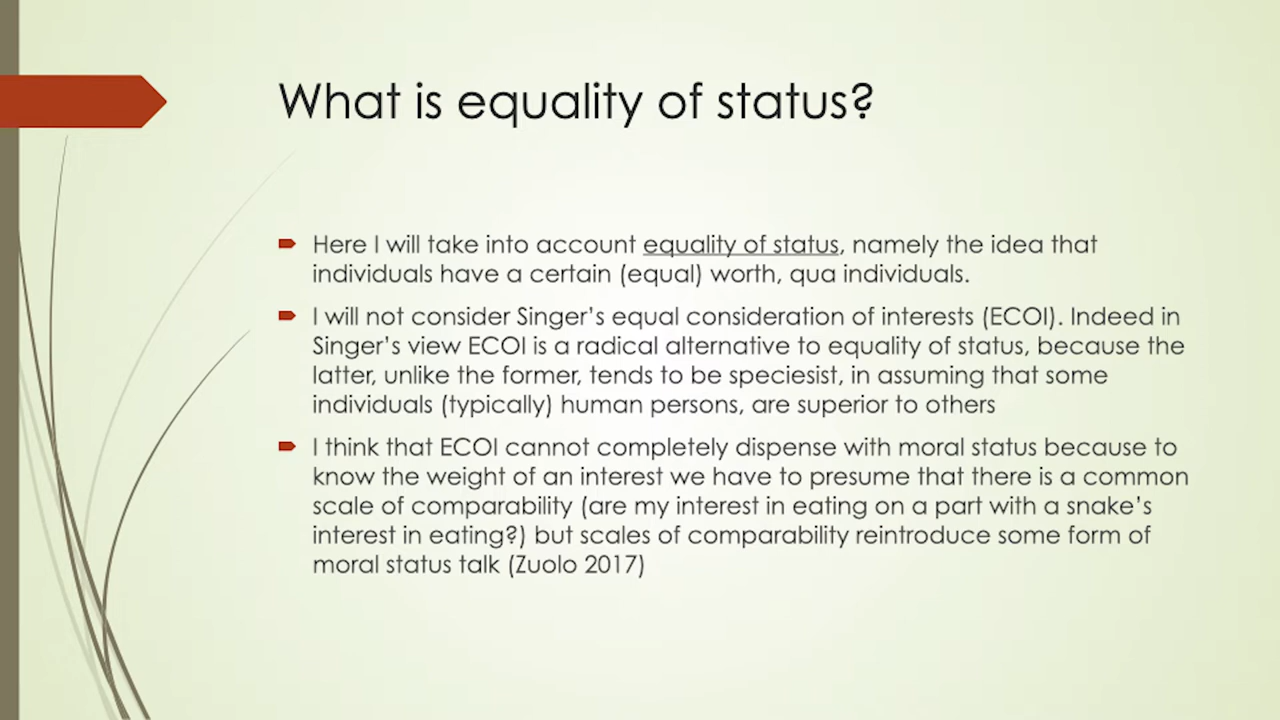 What is equality of status?
Here I will take into account equality of status, namely the idea that
individuals have a certain (equal) worth, qua individuals.
I will not consider Singer's equal consideration of interests (ECOI). Indeed in
Singer's view ECOI is a radical alternative to equality of status, because the
latter, unlike the former, tends to be speciesist, in assuming that some
individuals (typically) human persons, are superior to others
I think that ECOI cannot completely dispense with moral status because to
know the weight of an interest we have to presume that there is a common
scale of comparability (are my interest in eating on a part with a snake's
interest in eating?) but scales of comparability reintroduce some form of
moral status talk (Zuolo 2017)